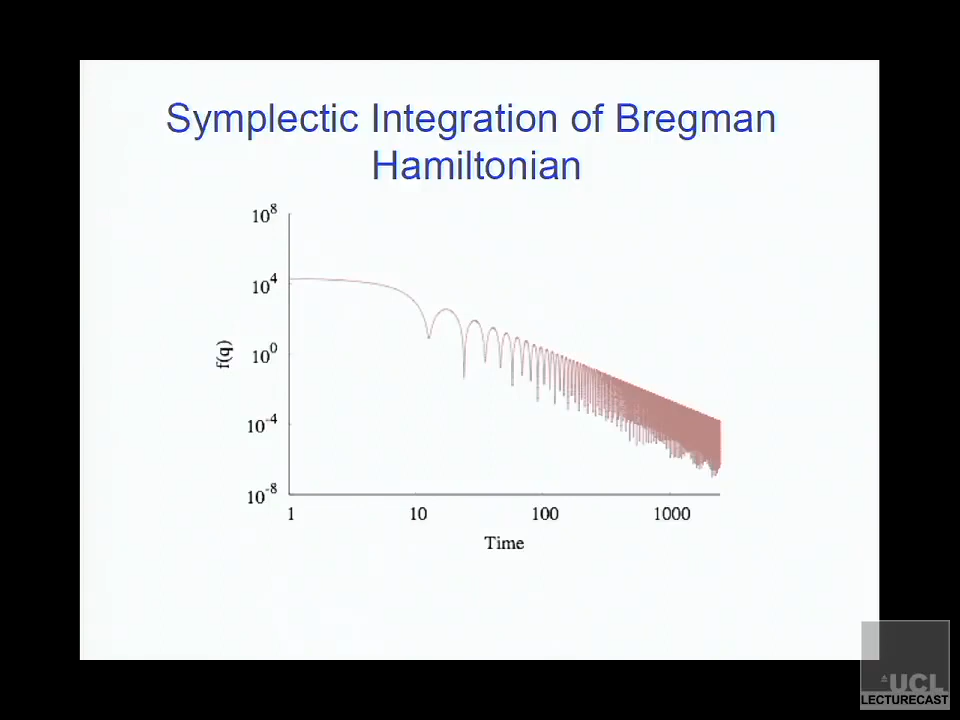 Symplectic Integration of Bregman
Hamiltonian
10^8
10^4
10^0
10^-4
10^-8
f(q)
1 10 100 1000
Time
UCL
LECTURECAST